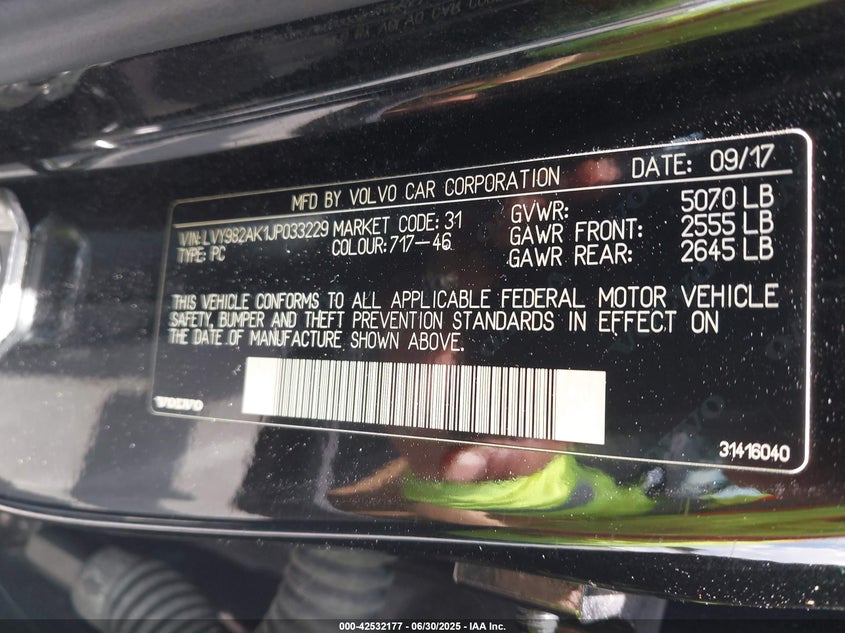 MFD BY VOLVO CAR CORPORATION DATE: 09/17
VIN: LVY982AK1JP033229 MARKET CODE: 31 GVWR: 5070 LB
TYPE: PC COLOUR: 717-46 GAWR FRONT: 2555 LB
GAWR REAR: 2645 LB
THIS VEHICLE CONFORMS TO ALL APPLICABLE FEDERAL MOTOR VEHICLE
SAFETY, BUMPER AND THEFT PREVENTION STANDARDS IN EFFECT ON
THE DATE OF MANUFACTURE SHOWN ABOVE.
VOLVO
31416040
000-42532177 - 06/30/2025 - IAA Inc.